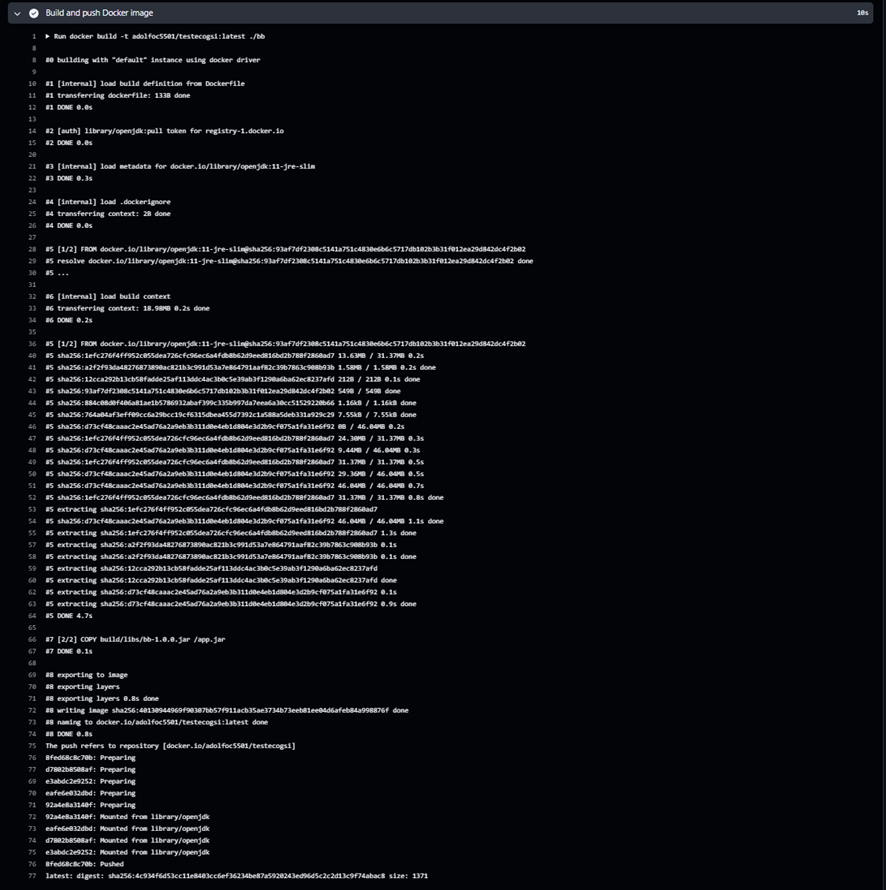 Build and push Docker image 10s
1 ▶ Run docker build -t adolfoc5501/testecogsi:latest ./bb
8
8 #0 building with "default" instance using docker driver
9
10 #1 [internal] load build definition from Dockerfile
11 #1 transferring dockerfile: 133B done
12 #1 DONE 0.0s
13
14 #2 [auth] library/openjdk:pull token for registry-1.docker.io
15 #2 DONE 0.0s
20
21 #3 [internal] load metadata for docker.io/library/openjdk:11-jre-slim
22 #3 DONE 0.3s
23
24 #4 [internal] load .dockerignore
25 #4 transferring context: 2B done
26 #4 DONE 0.0s
27
28 #5 [1/2] FROM docker.io/library/openjdk:11-jre-slim@sha256:93af7df2308c5141a751c4830e6b6c5717db102b3b31f012ea29d842dc4f2b02
29 #5 resolve docker.io/library/openjdk:11-jre-slim@sha256:93af7df2308c5141a751c4830e6b6c5717db102b3b31f012ea29d842dc4f2b02 done
30 #5 ...
31
32 #6 [internal] load build context
33 #6 transferring context: 18.98MB 0.2s done
34 #6 DONE 0.2s
35
36 #5 [1/2] FROM docker.io/library/openjdk:11-jre-slim@sha256:93af7df2308c5141a751c4830e6b6c5717db102b3b31f012ea29d842dc4f2b02
40 #5 sha256:1efc276f4ff952c055dea726cfc96ec6a4fdb8b62d9eed816bd2b788f2860ad7 13.63MB / 31.37MB 0.2s
41 #5 sha256:a2f2f93da48276873890ac821b3c991d53a7e864791aaf82c39b7863c908b93b 1.58MB / 1.58MB 0.2s done
42 #5 sha256:12cca292b13cb58fadde25af113ddc4ac3b0c5e39ab3f1290a6ba62ec8237afd 212B / 212B 0.1s done
43 #5 sha256:93af7df2308c5141a751c4830e6b6c5717db102b3b31f012ea29d842dc4f2b02 549B / 549B done
44 #5 sha256:884c08d0f406a81ae1b5786932abaf399c335b997da7eea6a30cc51529220b66 1.16kB / 1.16kB done
45 #5 sha256:764a04af3eff09cc6a29bcc19cf6315dbea455d7392c1a588a5deb331a929c29 7.55kB / 7.55kB done
46 #5 sha256:d73cf48caaac2e45ad76a2a9eb3b311d0e4eb1d804e3d2b9cf075a1fa31e6f92 0B / 46.04MB 0.2s
47 #5 sha256:1efc276f4ff952c055dea726cfc96ec6a4fdb8b62d9eed816bd2b788f2860ad7 24.30MB / 31.37MB 0.3s
48 #5 sha256:d73cf48caaac2e45ad76a2a9eb3b311d0e4eb1d804e3d2b9cf075a1fa31e6f92 9.44MB / 46.04MB 0.3s
49 #5 sha256:1efc276f4ff952c055dea726cfc96ec6a4fdb8b62d9eed816bd2b788f2860ad7 31.37MB / 31.37MB 0.5s
50 #5 sha256:d73cf48caaac2e45ad76a2a9eb3b311d0e4eb1d804e3d2b9cf075a1fa31e6f92 29.36MB / 46.04MB 0.5s
51 #5 sha256:d73cf48caaac2e45ad76a2a9eb3b311d0e4eb1d804e3d2b9cf075a1fa31e6f92 46.04MB / 46.04MB 0.7s
52 #5 sha256:1efc276f4ff952c055dea726cfc96ec6a4fdb8b62d9eed816bd2b788f2860ad7 31.37MB / 31.37MB 0.8s done
53 #5 extracting sha256:1efc276f4ff952c055dea726cfc96ec6a4fdb8b62d9eed816bd2b788f2860ad7
54 #5 sha256:d73cf48caaac2e45ad76a2a9eb3b311d0e4eb1d804e3d2b9cf075a1fa31e6f92 46.04MB / 46.04MB 1.1s done
55 #5 extracting sha256:1efc276f4ff952c055dea726cfc96ec6a4fdb8b62d9eed816bd2b788f2860ad7 1.3s done
57 #5 extracting sha256:a2f2f93da48276873890ac821b3c991d53a7e864791aaf82c39b7863c908b93b 0.1s
58 #5 extracting sha256:a2f2f93da48276873890ac821b3c991d53a7e864791aaf82c39b7863c908b93b 0.1s done
59 #5 extracting sha256:12cca292b13cb58fadde25af113ddc4ac3b0c5e39ab3f1290a6ba62ec8237afd
60 #5 extracting sha256:12cca292b13cb58fadde25af113ddc4ac3b0c5e39ab3f1290a6ba62ec8237afd done
62 #5 extracting sha256:d73cf48caaac2e45ad76a2a9eb3b311d0e4eb1d804e3d2b9cf075a1fa31e6f92 0.1s
63 #5 extracting sha256:d73cf48caaac2e45ad76a2a9eb3b311d0e4eb1d804e3d2b9cf075a1fa31e6f92 0.9s done
64 #5 DONE 4.7s
65
66 #7 [2/2] COPY build/libs/bb-1.0.0.jar /app.jar
67 #7 DONE 0.1s
68
69 #8 exporting to image
70 #8 exporting layers
71 #8 exporting layers 0.8s done
72 #8 writing image sha256:40130944969f90307bb57f911acb35ae3734b73eeb81ee04d6afeb84a998876f done
73 #8 naming to docker.io/adolfoc5501/testecogsi:latest done
74 #8 DONE 0.8s
75 The push refers to repository [docker.io/adolfoc5501/testecogsi]
76 8fed68c8c70b: Preparing
77 d7802b8508af: Preparing
69 e3abdc2e9252: Preparing
70 eafe6e032dbd: Preparing
71 92a4e8a3140f: Preparing
72 92a4e8a3140f: Mounted from library/openjdk
73 eafe6e032dbd: Mounted from library/openjdk
74 d7802b8508af: Mounted from library/openjdk
75 e3abdc2e9252: Mounted from library/openjdk
76 8fed68c8c70b: Pushed
77 latest: digest: sha256:4c934f6d53cc11e8403cc6ef36234be87a5920243ed96d5c2c2d13c9f74abac8 size: 1371